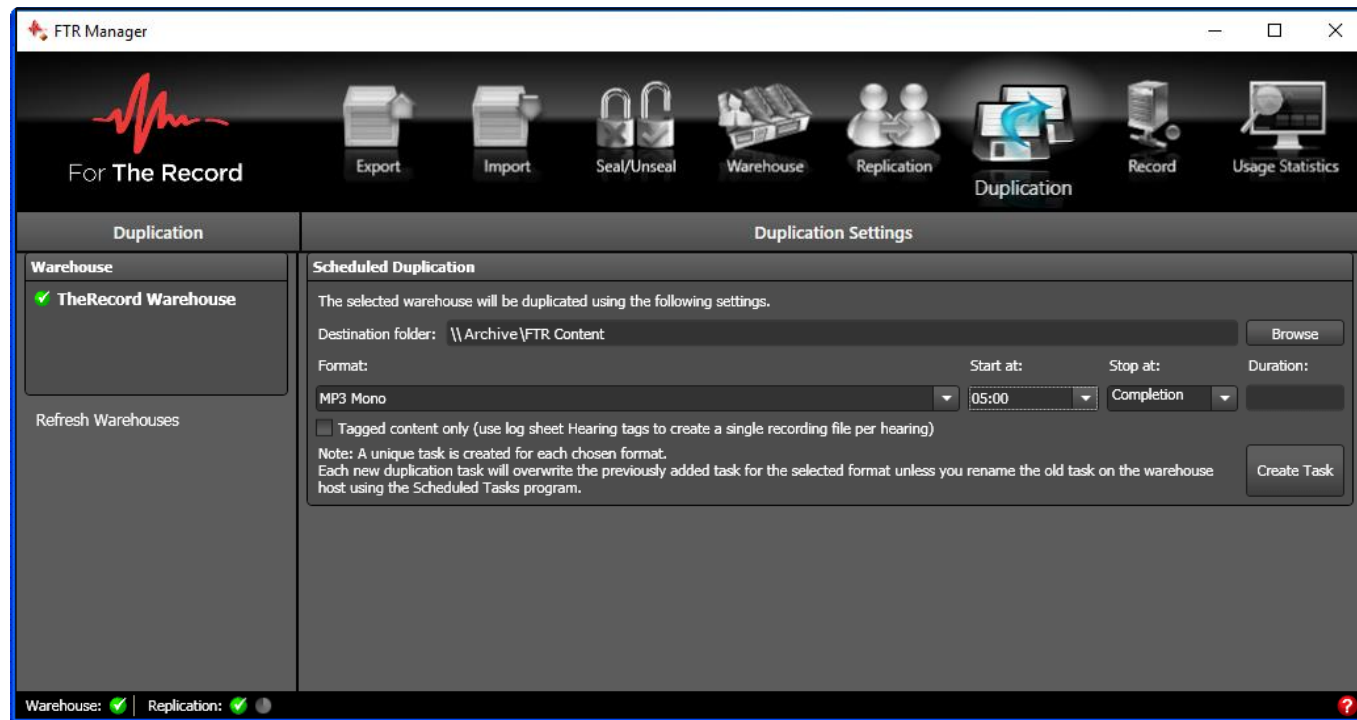 FTR Manager
For The Record
Export
Import
Seal/Unseal
Warehouse
Replication
Duplication
Record
Usage Statistics
Duplication
Duplication Settings
Warehouse
TheRecord Warehouse
Refresh Warehouses
Scheduled Duplication
The selected warehouse will be duplicated using the following settings.
Destination folder: \\Archive\FTR Content
Browse
Format: Start at: Stop at: Duration:
MP3 Mono 05:00 Completion
Tagged content only (use log sheet Hearing tags to create a single recording file per hearing)
Note: A unique task is created for each chosen format.
Each new duplication task will overwrite the previously added task for the selected format unless you rename the old task on the warehouse
host using the Scheduled Tasks program.
Create Task
Warehouse: Replication: ?